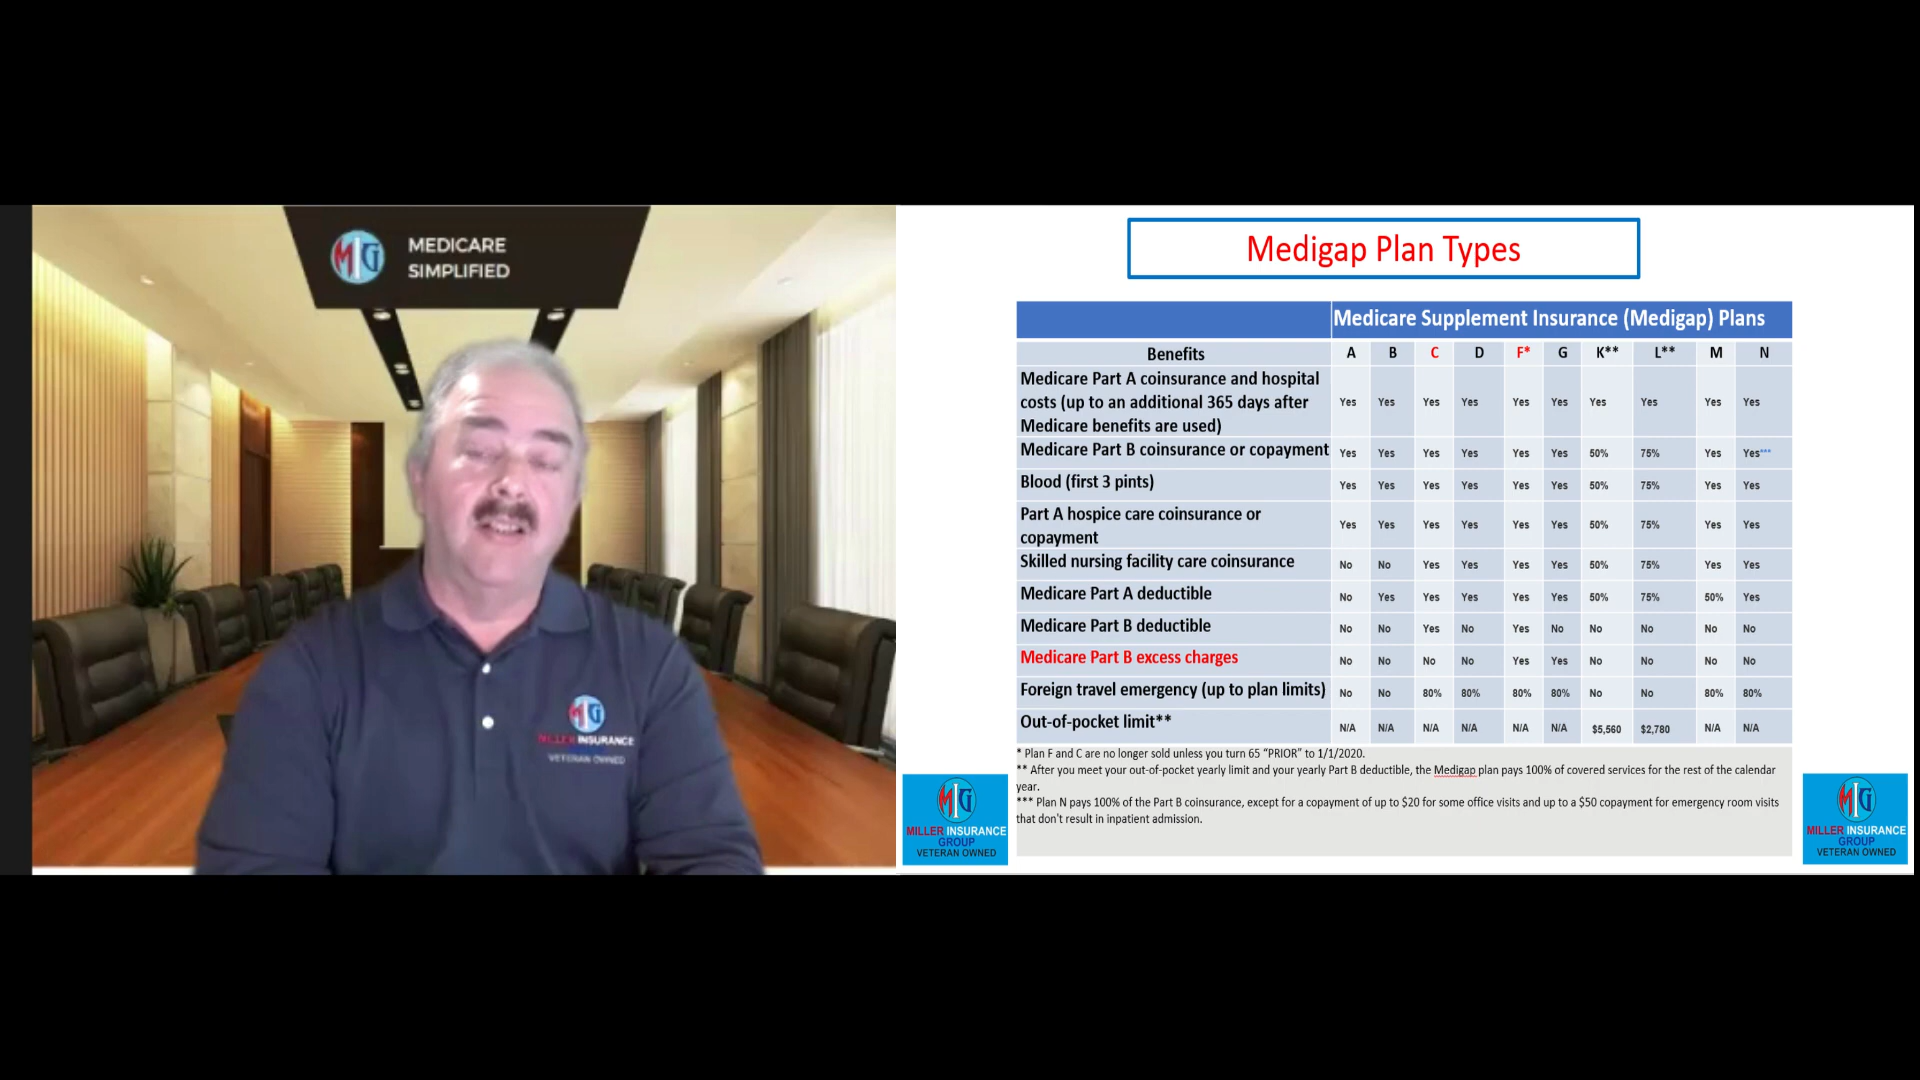 MIG
MEDICARE
SIMPLIFIED
MIG
MILLER INSURANCE
VETERAN OWNED
Medigap Plan Types
Medicare Supplement Insurance (Medigap) Plans
Benefits A B C D F* G K** L** M N
Medicare Part A coinsurance and hospital
costs (up to an additional 365 days after
Medicare benefits are used)
Yes Yes Yes Yes Yes Yes Yes Yes Yes Yes
Medicare Part B coinsurance or copayment Yes Yes Yes Yes Yes Yes 50% 75% Yes Yes***
Blood (first 3 pints) Yes Yes Yes Yes Yes Yes 50% 75% Yes Yes
Part A hospice care coinsurance or
copayment
Yes Yes Yes Yes Yes Yes 50% 75% Yes Yes
Skilled nursing facility care coinsurance No No Yes Yes Yes Yes 50% 75% Yes Yes
Medicare Part A deductible No Yes Yes Yes Yes Yes 50% 75% 50% Yes
Medicare Part B deductible No No Yes No Yes No No No No No
Medicare Part B excess charges No No No No Yes Yes No No No No
Foreign travel emergency (up to plan limits) No No 80% 80% 80% 80% No No 80% 80%
Out-of-pocket limit** N/A N/A N/A N/A N/A N/A $5,560 $2,780 N/A N/A
* Plan F and C are no longer sold unless you turn 65 “PRIOR” to 1/1/2020.
** After you meet your out-of-pocket yearly limit and your yearly Part B deductible, the Medigap plan pays 100% of covered services for the rest of the calendar
year.
*** Plan N pays 100% of the Part B coinsurance, except for a copayment of up to $20 for some office visits and up to a $50 copayment for emergency room visits
that don't result in inpatient admission.
MIG
MILLER INSURANCE
GROUP
VETERAN OWNED
MIG
MILLER INSURANCE
GROUP
VETERAN OWNED